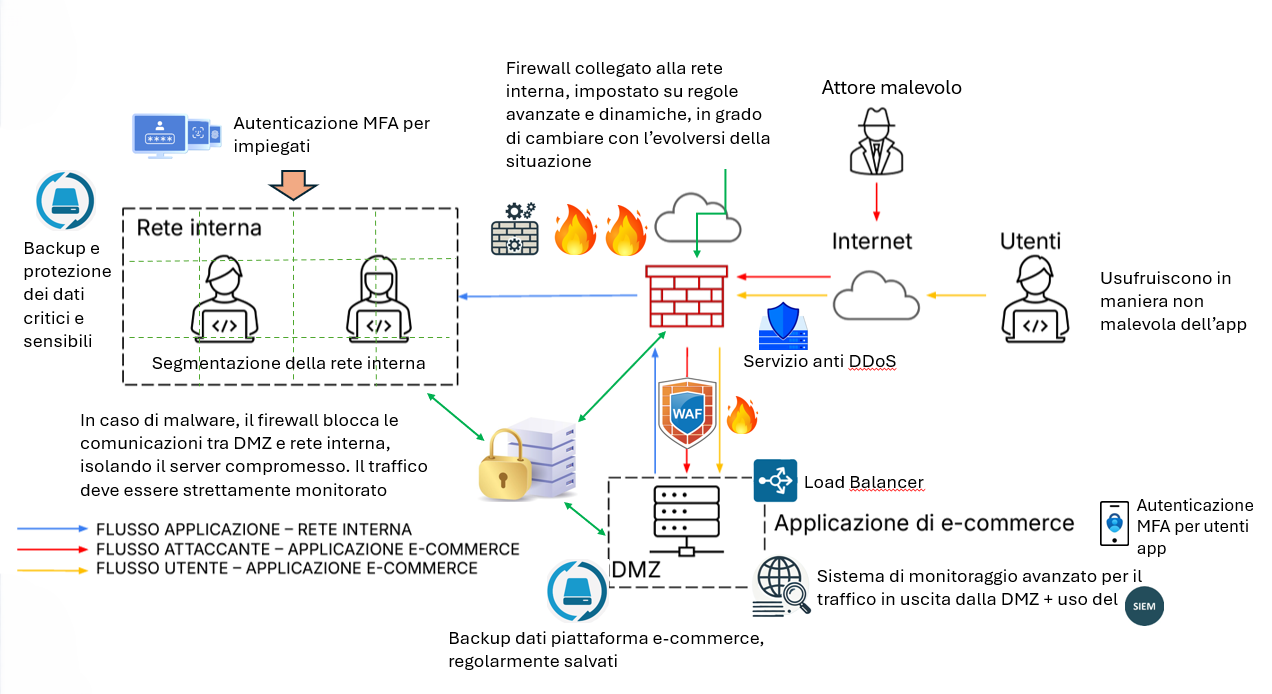 Firewall collegato alla rete
interna, impostato su regole
avanzate e dinamiche, in grado
di cambiare con l’evolversi della
situazione
Attore malevolo
Autenticazione MFA per
impiegati
****
Rete interna
Internet
Utenti
Backup e
protezione
dei dati
critici e
sensibili
Usufruiscono in
maniera non
malevola dell’app
</>
</>
</>
Segmentazione della rete interna
Servizio anti DDoS
In caso di malware, il firewall blocca le
comunicazioni tra DMZ e rete interna,
isolando il server compromesso. Il traffico
deve essere strettamente monitorato
WAF
Load Balancer
FLUSSO APPLICAZIONE – RETE INTERNA
FLUSSO ATTACCANTE – APPLICAZIONE E-COMMERCE
FLUSSO UTENTE – APPLICAZIONE E-COMMERCE
Applicazione di e-commerce
Autenticazione
MFA per utenti
app
DMZ
Sistema di monitoraggio avanzato per il
traffico in uscita dalla DMZ + uso del
SIEM
Backup dati piattaforma e-commerce,
regolarmente salvati